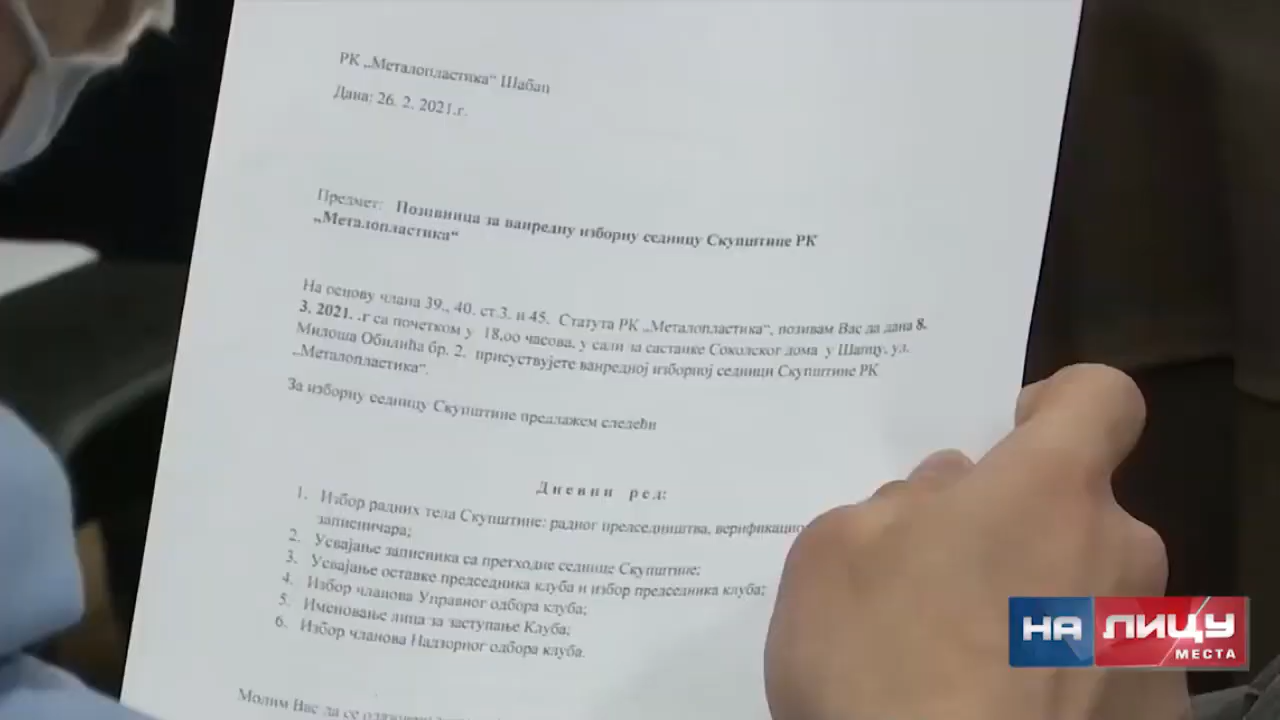 РК „Металопластика“ Шабац
Дана: 26. 2. 2021.г.
Предмет: Позивница за ванредну изборну седницу Скупштине РК
„Металопластика“
На основу члана 39., 40. ст.3. и 45. Статута РК „Металопластика“, позивам Вас да дана 8.
3. 2021. .г са почетком у 18,оо часова, у сали за састанке Соколског дома у Шапцу, ул.
Милоша Обилића бр. 2. присуствујете ванредној изборној седници Скупштине РК
„Металопластика“.
За изборну седницу Скупштине предлажем следећи
Дневни ред:
1. Избор радних тела Скупштине: радног председништва, верификацио
записничара;
2. Усвајање записника са претходне седнице Скупштине;
3. Усвајање оставке председника клуба и избор председника клуба;
4. Избор чланова Управног одбора клуба;
5. Именовање лица за заступање Клуба;
6. Избор чланова Надзорног одбора клуба.
Молим Вас да се
НА ЛИЦУ
МЕСТА